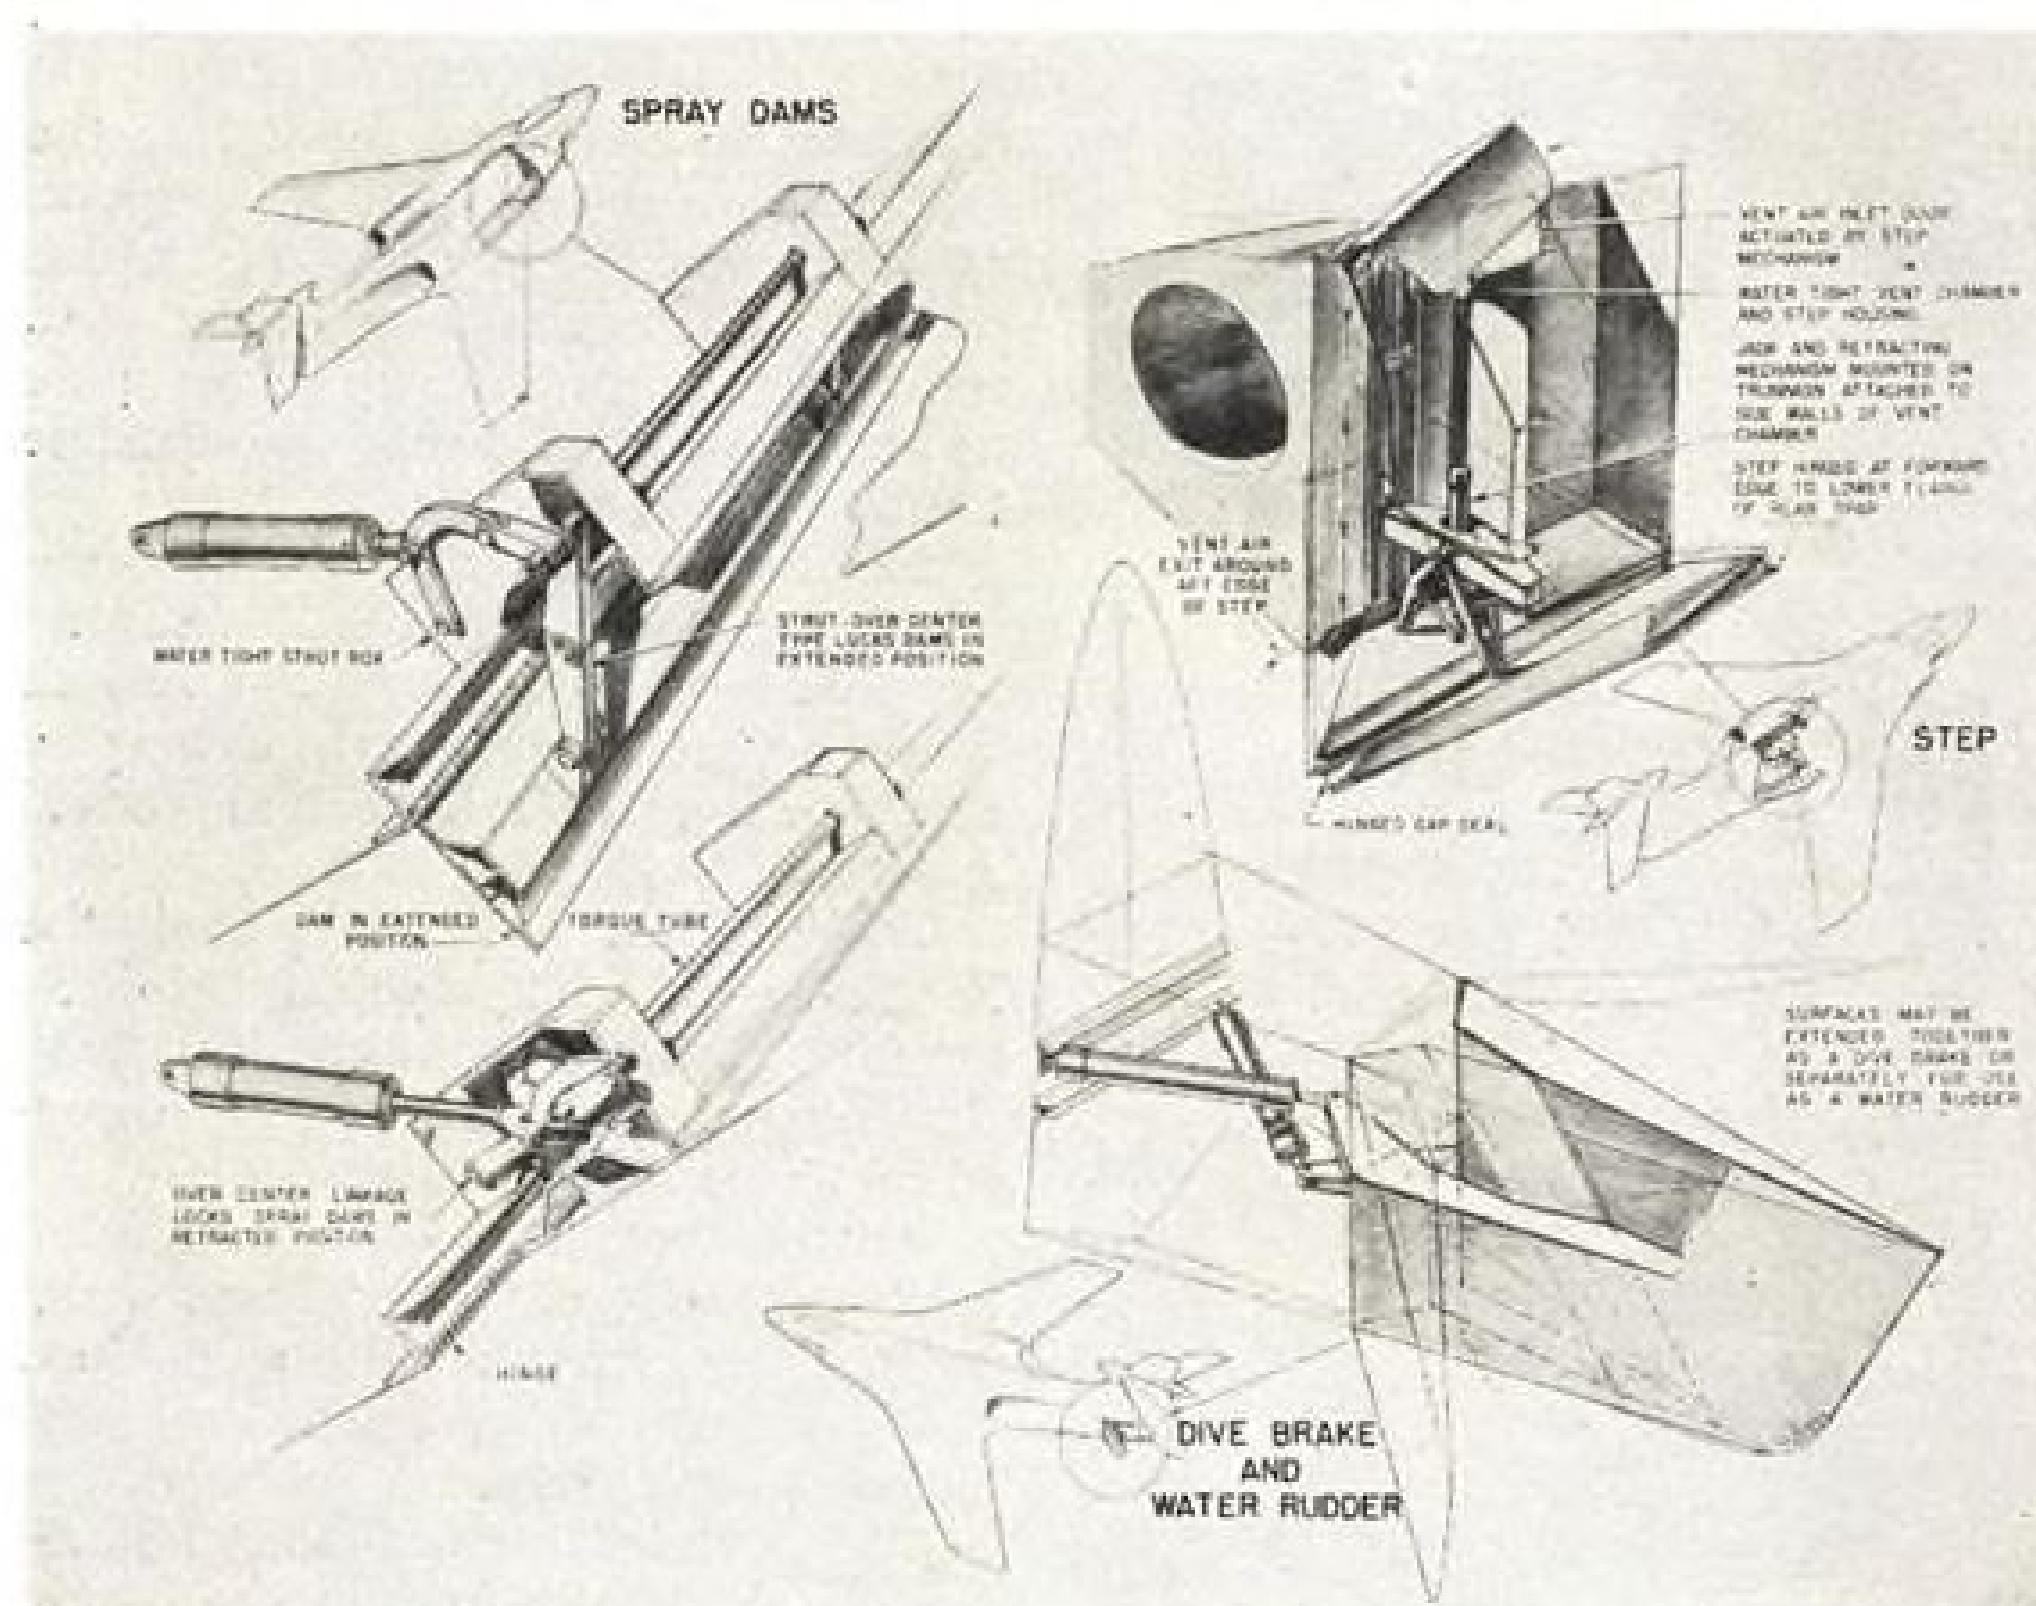 SPRAY DAMS
WATER TIGHT STRUT BOX
STRUT-OVER-CENTER
TYPE LOCKS DAMS IN
EXTENDED POSITION
DAM IN EXTENDED
POSITION
TORQUE TUBE
OVER CENTER LINKAGE
LOCKS SPRAY DAMS IN
RETRACTED POSITION
HINGE
VENT AIR INLET DOOR
ACTUATED BY STEP
MECHANISM
WATER TIGHT VENT CHAMBER
AND STEP HOUSING
JACK AND RETRACTING
MECHANISM MOUNTED ON
TRUNNION ATTACHED TO
SIDE WALLS OF VENT
CHAMBER
STEP HINGED AT FORWARD
EDGE TO LOWER FLANGE
OF REAR SPAR
VENT AIR
EXIT AROUND
AFT EDGE
OF STEP
HINGED GAP SEAL
STEP
SURFACES MAY BE
EXTENDED TOGETHER
AS A DIVE BRAKE OR
SEPARATELY FOR USE
AS A WATER RUDDER
DIVE BRAKE
AND
WATER RUDDER